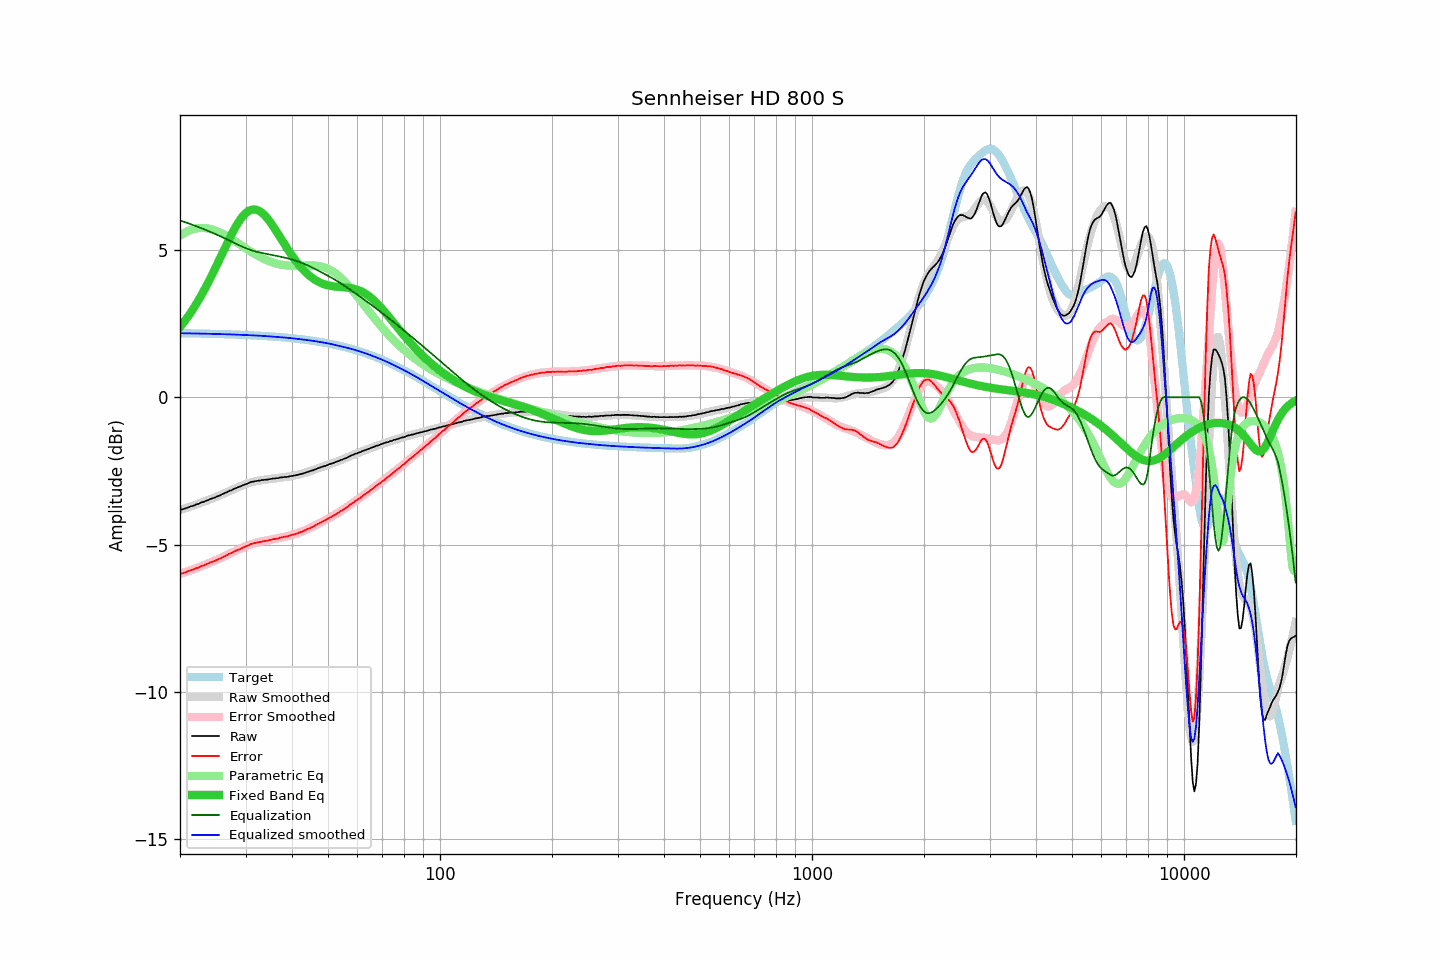 Sennheiser HD 800 S
Amplitude (dBr)
5
0
−5
−10
−15
Target
Raw Smoothed
Error Smoothed
Raw
Error
Parametric Eq
Fixed Band Eq
Equalization
Equalized smoothed
100 1000 10000
Frequency (Hz)